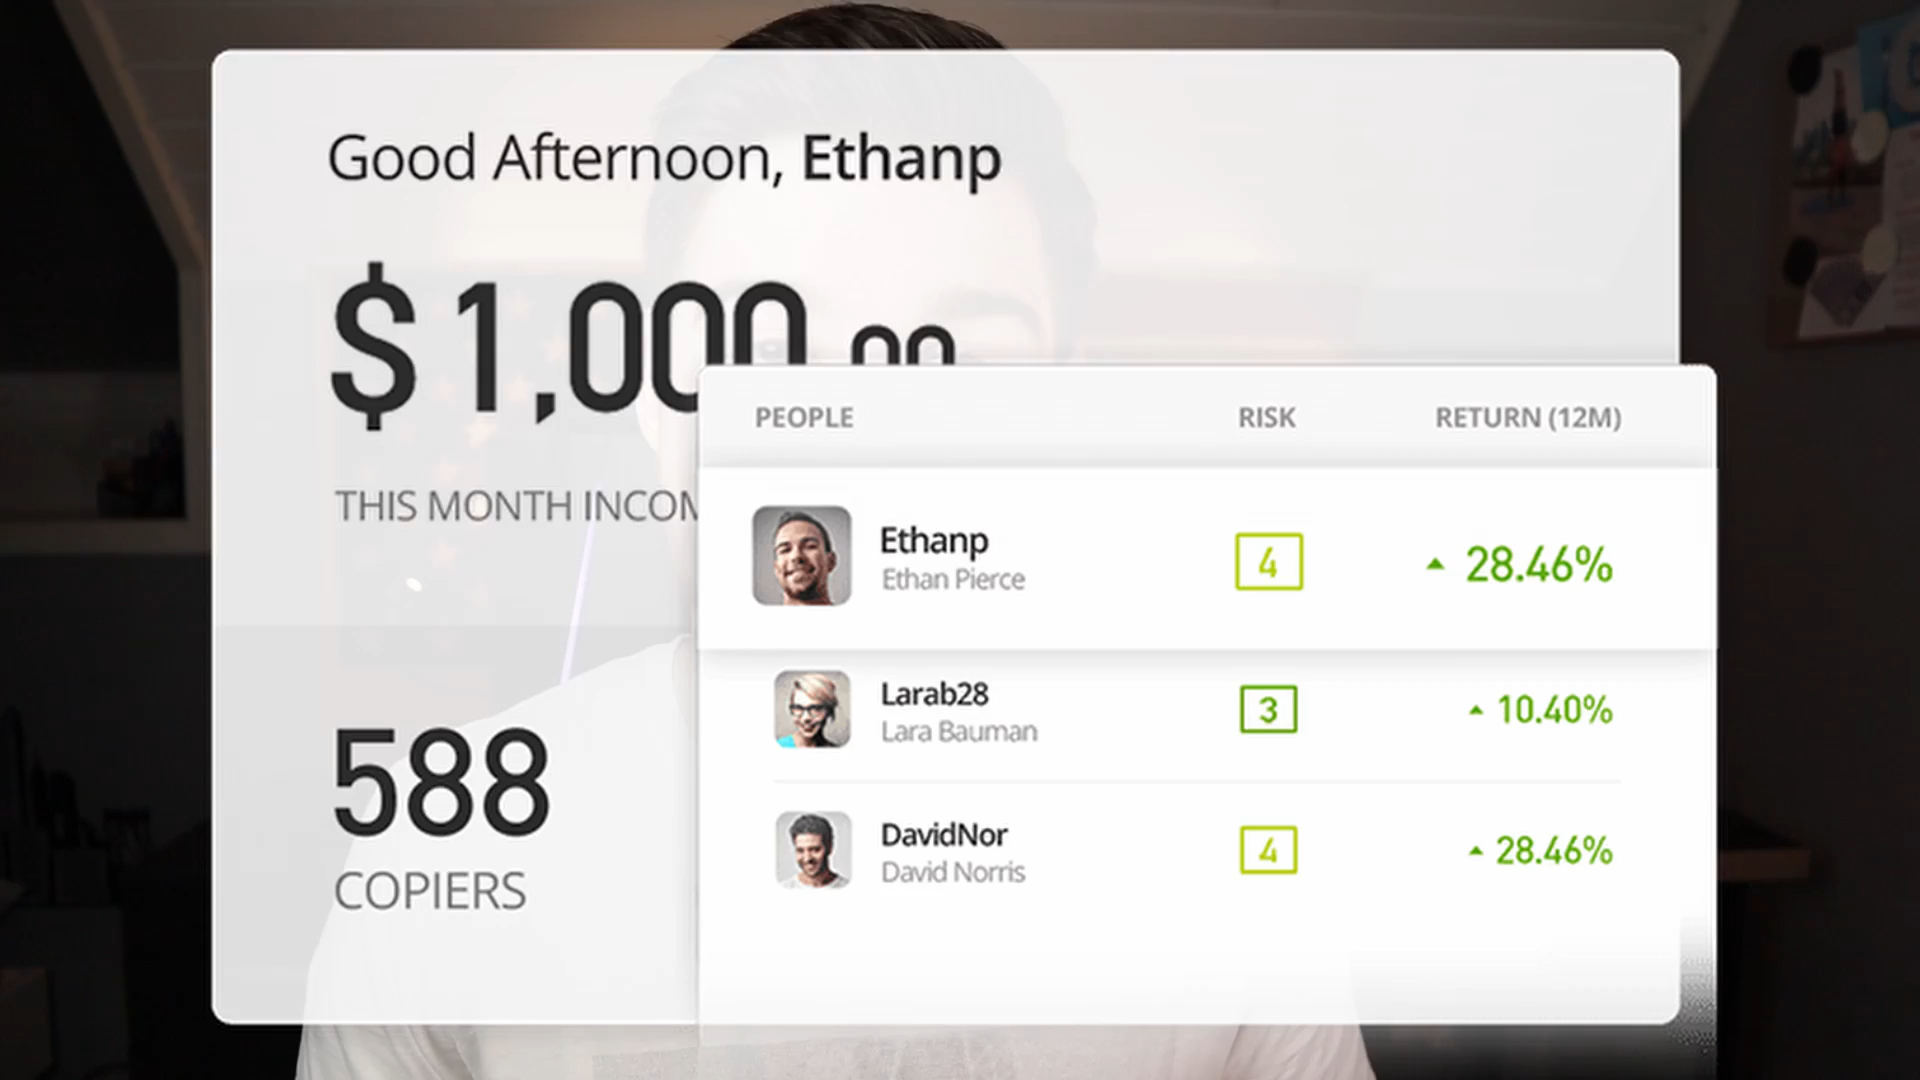 Good Afternoon, Ethanp
$1,000
THIS MONTH
588
COPIERS
PEOPLE RISK RETURN (12M)
Ethanp
Ethan Pierce
4 28.46%
Larab28
Lara Bauman
3 10.40%
DavidNor
David Norris
4 28.46%